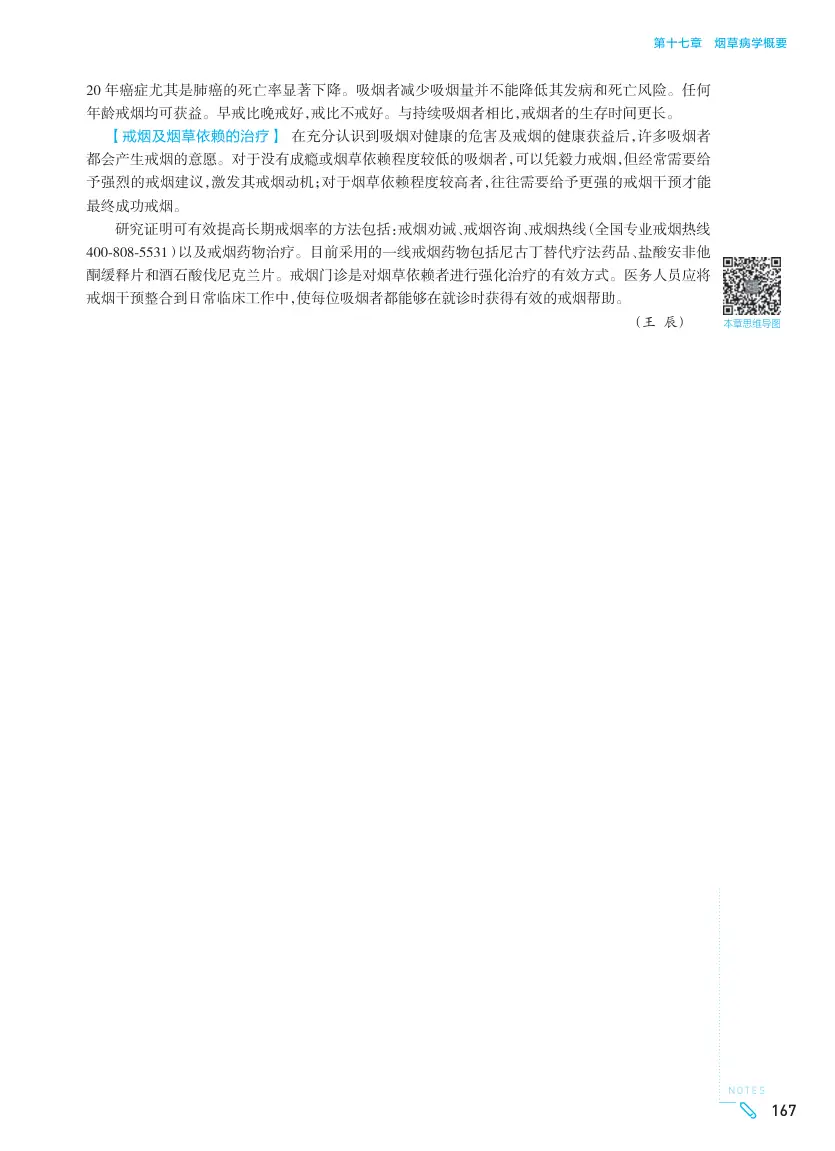 第十七章 烟草病学概要
20 年癌症尤其是肺癌的死亡率显著下降。吸烟者减少吸烟量并不能降低其发病和死亡风险。任何
年龄戒烟均可获益。早戒比晚戒好,戒比不戒好。与持续吸烟者相比,戒烟者的生存时间更长。
【戒烟及烟草依赖的治疗】 在充分认识到吸烟对健康的危害及戒烟的健康获益后,许多吸烟者
都会产生戒烟的意愿。对于没有成瘾或烟草依赖程度较低的吸烟者,可以凭毅力戒烟,但经常需要给
予强烈的戒烟建议,激发其戒烟动机;对于烟草依赖程度较高者,往往需要给予更强的戒烟干预才能
最终成功戒烟。
研究证明可有效提高长期戒烟率的方法包括:戒烟劝诫、戒烟咨询、戒烟热线(全国专业戒烟热线
400-808-5531)以及戒烟药物治疗。目前采用的一线戒烟药物包括尼古丁替代疗法药品、盐酸安非他
酮缓释片和酒石酸伐尼克兰片。戒烟门诊是对烟草依赖者进行强化治疗的有效方式。医务人员应将
戒烟干预整合到日常临床工作中,使每位吸烟者都能够在就诊时获得有效的戒烟帮助。
(王 辰)
本章思维导图
NOTES
167